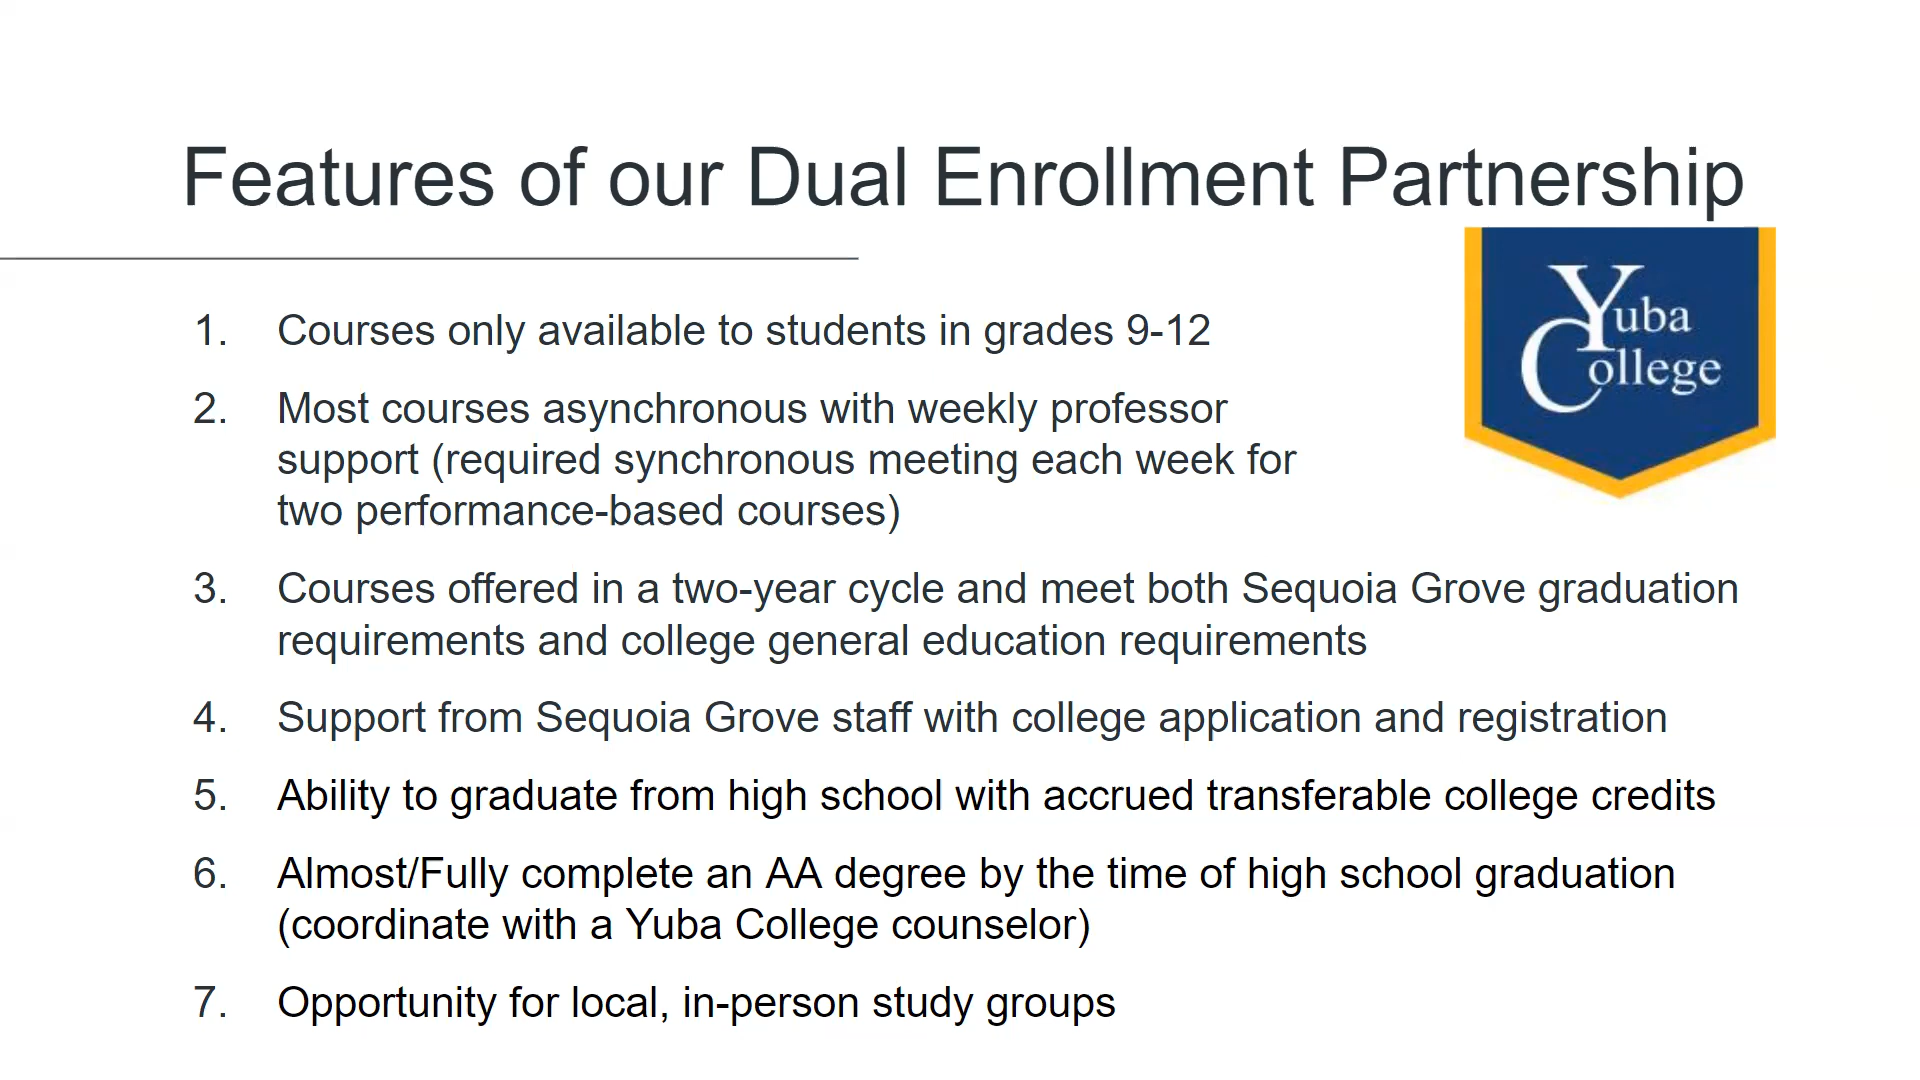 Features of our Dual Enrollment Partnership
Yuba
College
1. Courses only available to students in grades 9-12
2. Most courses asynchronous with weekly professor
support (required synchronous meeting each week for
two performance-based courses)
3. Courses offered in a two-year cycle and meet both Sequoia Grove graduation
requirements and college general education requirements
4. Support from Sequoia Grove staff with college application and registration
5. Ability to graduate from high school with accrued transferable college credits
6. Almost/Fully complete an AA degree by the time of high school graduation
(coordinate with a Yuba College counselor)
7. Opportunity for local, in-person study groups